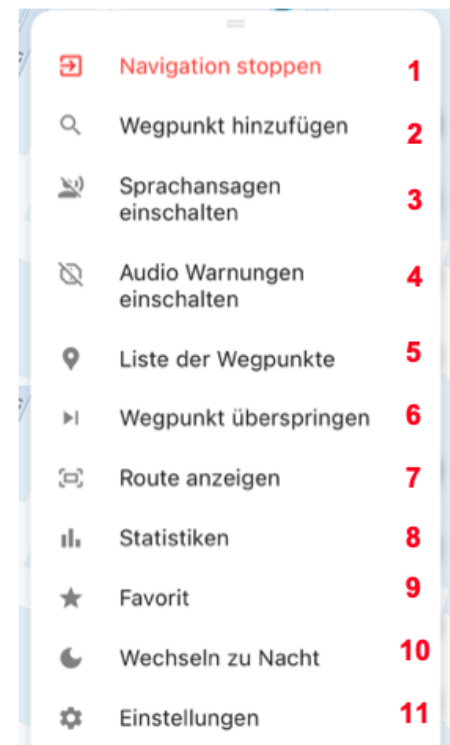 Navigation stoppen 1
Wegpunkt hinzufügen 2
Sprachansagen
einschalten 3
Audio Warnungen 4
einschalten
Liste der Wegpunkte 5
Wegpunkt überspringen 6
Route anzeigen 7
Statistiken 8
Favorit 9
Wechseln zu Nacht 10
Einstellungen 11